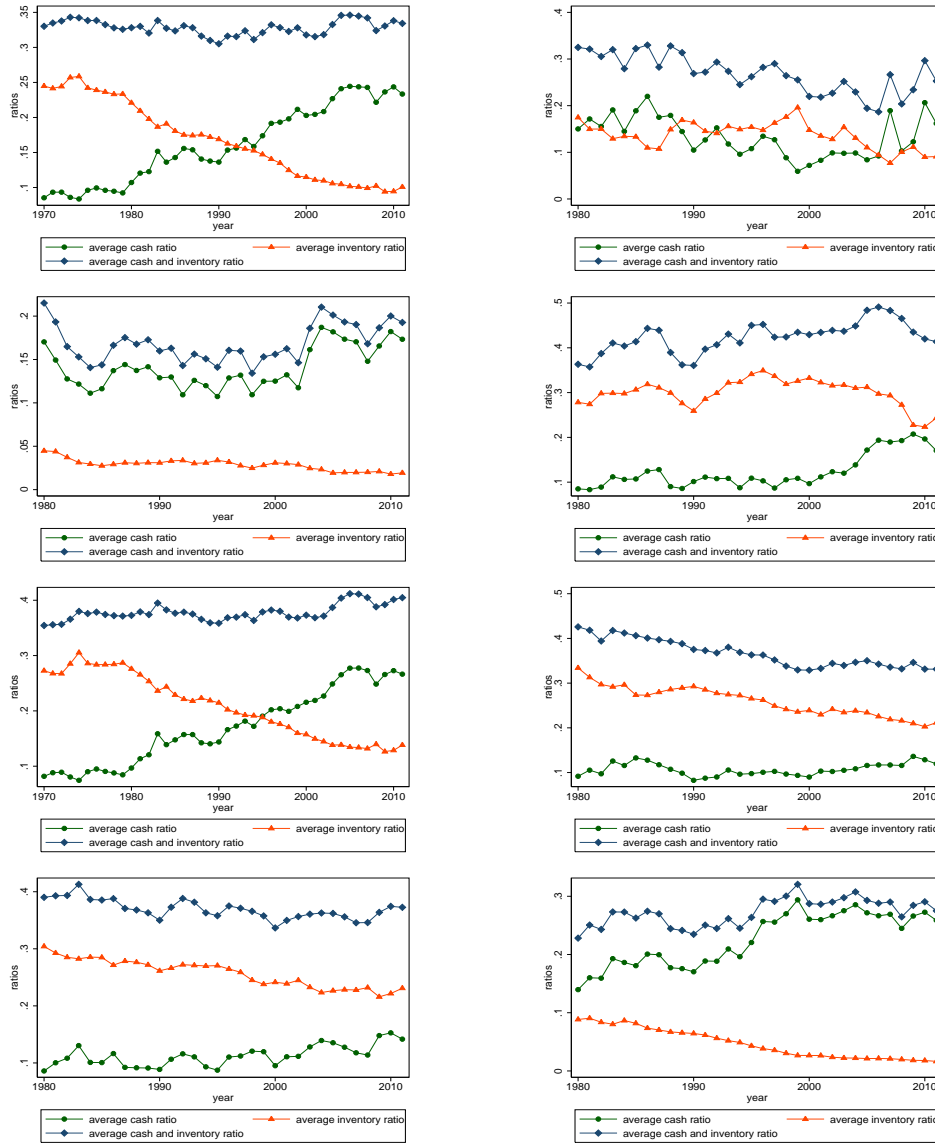 .35
.3
.25
.2
.15
.1
ratios
1970
1980
1990
2000
2010
year
average cash ratio
average inventory ratio
average cash and inventory ratio
.4
.3
.2
.1
0
ratios
1980
1990
2000
2010
year
averge cash ratio
average inventory ratio
average cash and inventory ratio
.2
.15
.1
.05
0
ratios
1980
1990
2000
2010
year
average cash ratio
average inventory ratio
average cash and inventory ratio
.5
.4
.3
.2
.1
ratios
1980
1990
2000
2010
year
average cash ratio
average inventory ratio
average cash and inventory ratio
.4
.3
.2
.1
ratios
1970
1980
1990
2000
2010
year
average cash ratio
average inventory ratio
average cash and inventory ratio
.5
.4
.3
.2
.1
ratios
1980
1990
2000
2010
year
average cash ratio
average inventory ratio
average cash and inventory ratio
.4
.3
.2
.1
ratios
1980
1990
2000
2010
year
average cash ratio
average inventory ratio
average cash and inventory ratio
.3
.2
.1
0
ratios
1980
1990
2000
2010
year
average cash ratio
average inventory ratio
average cash and inventory ratio